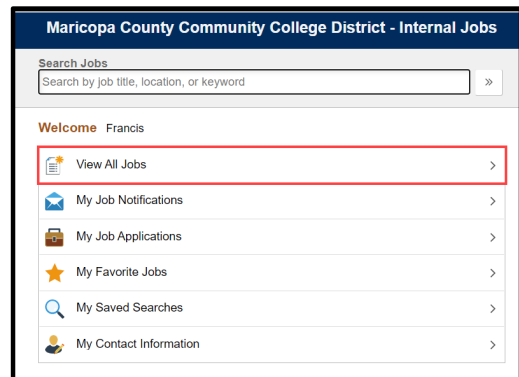 Maricopa County Community College District - Internal Jobs
Search Jobs
Search by job title, location, or keyword
»
Welcome Francis
View All Jobs
My Job Notifications
My Job Applications
My Favorite Jobs
My Saved Searches
My Contact Information